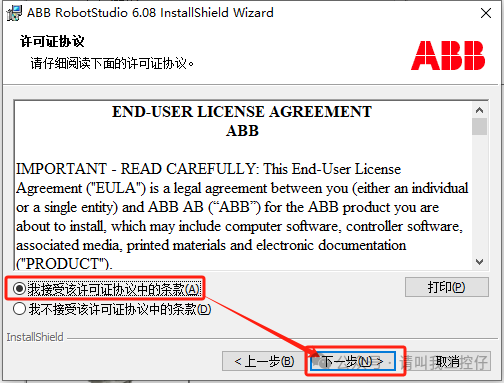 ABB RobotStudio 6.08 InstallShield Wizard
许可证协议
请仔细阅读下面的许可证协议。
ABB
END-USER LICENSE AGREEMENT
ABB
IMPORTANT - READ CAREFULLY: This End-User License
Agreement ("EULA") is a legal agreement between you (either an individual
or a single entity) and ABB AB (“ABB”) for the ABB product you are
about to install, which may include computer software, controller software,
associated media, printed materials and electronic documentation
("PRODUCT").
我接受该许可证协议中的条款(A)
打印(P)
我不接受该许可证协议中的条款(D)
InstallShield
< 上一步(B) 下一步(N) > 取消